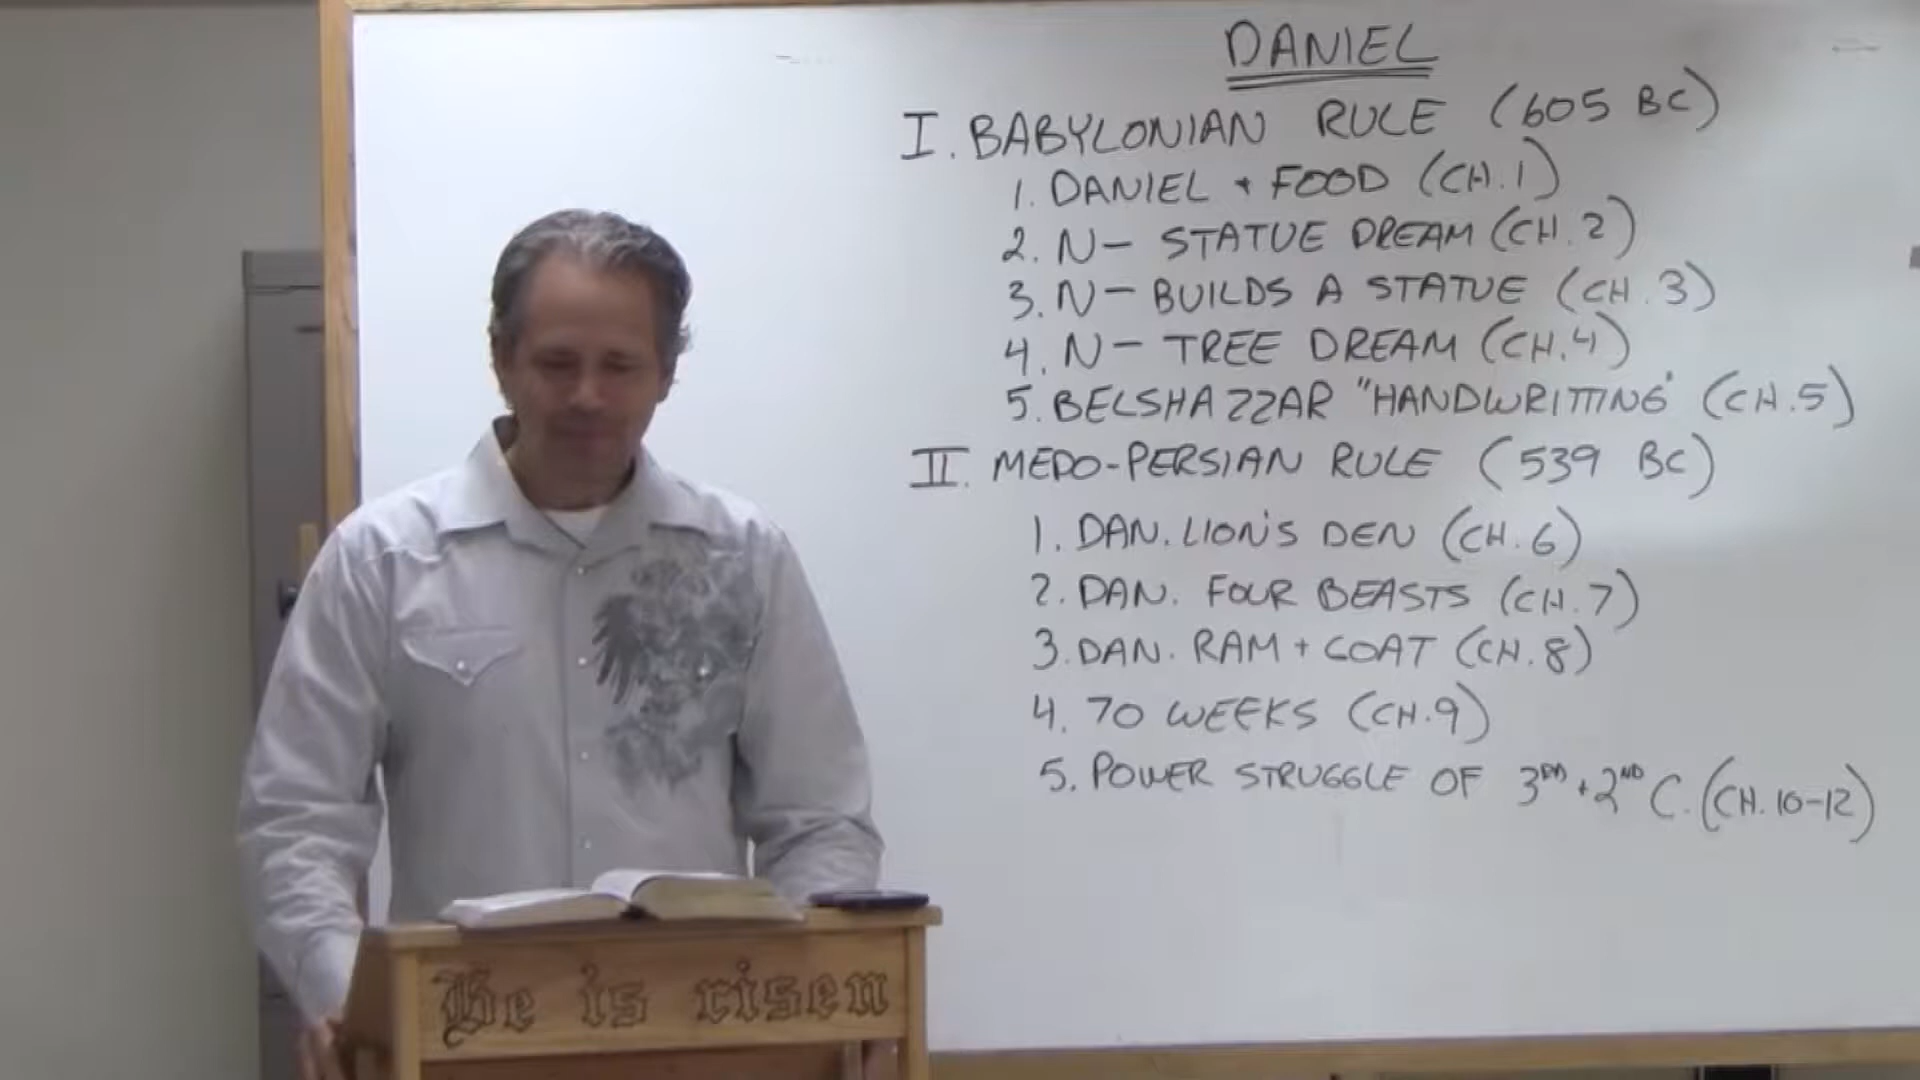 DANIEL
I. BABYLONIAN RULE (605 BC)
1. DANIEL + FOOD (CH. 1)
2. N- STATUE DREAM (CH. 2)
3. N- BUILDS A STATUE (CH. 3)
4. N- TREE DREAM (CH. 4)
5. BELSHAZZAR "HANDWRITTING" (CH. 5)
II. MEDO-PERSIAN RULE (539 BC)
1. DAN. LION'S DEN (CH. 6)
2. DAN. FOUR BEASTS (CH. 7)
3. DAN. RAM + GOAT (CH. 8)
4. 70 WEEKS (CH. 9)
5. POWER STRUGGLE OF 3RD + 2ND C. (CH. 10-12)
He is risen